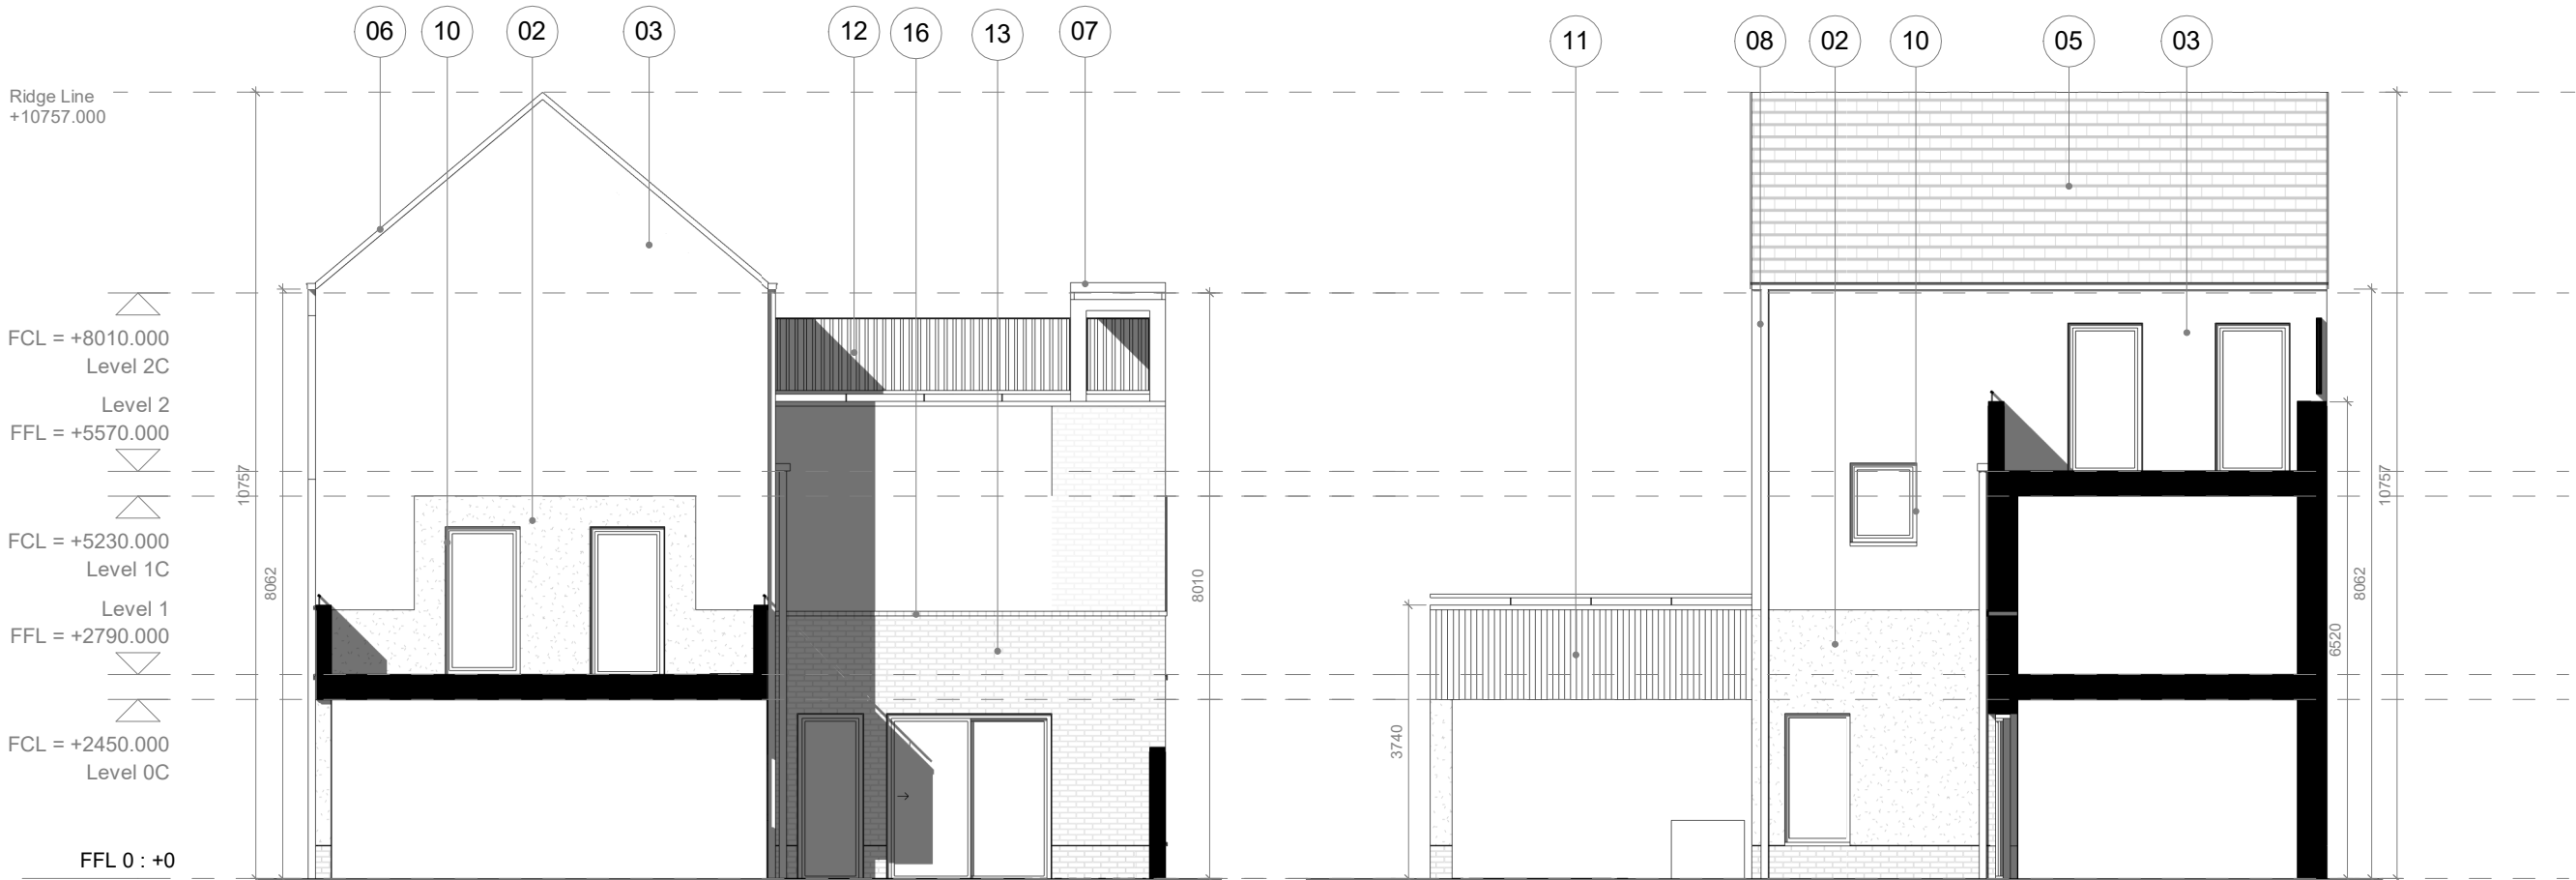 06
10
02
03
12
16
13
07
11
08
02
10
05
03
Ridge Line
+10757.000
FCL = +8010.000
Level 2C
Level 2
FFL = +5570.000
FCL = +5230.000
Level 1C
Level 1
FFL = +2790.000
FCL = +2450.000
Level 0C
FFL 0 : +0
10757
8062
8010
3740
6520
8062
10757